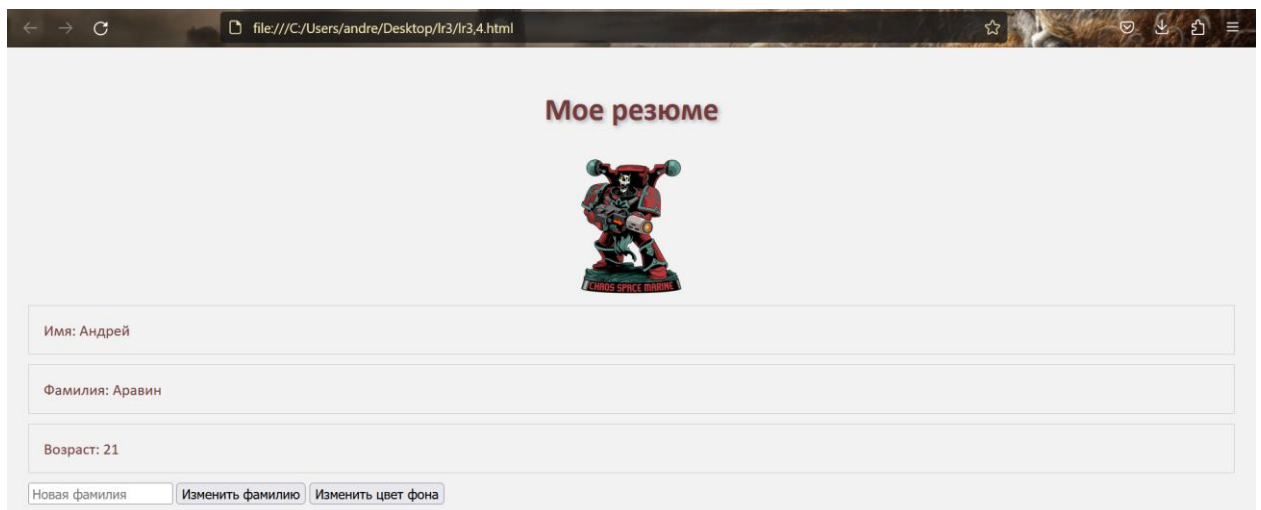 file:///C:/Users/andre/Desktop/lr3/lr3,4.html
Мое резюме
CHAOS SPACE MARINE
Имя: Андрей
Фамилия: Аравин
Возраст: 21
Новая фамилия Изменить фамилию Изменить цвет фона